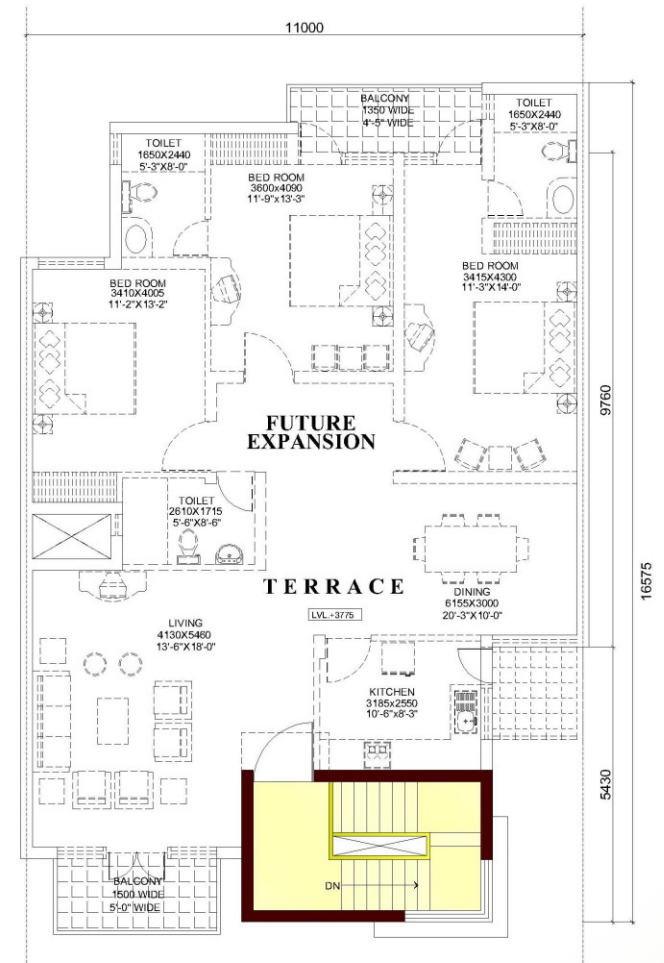 11000
BALCONY
1350 WIDE
4'-5" WIDE
TOILET
1650X2440
5'-3"X8'-0"
TOILET
1650X2440
5'-3"X8'-0"
BED ROOM
3600x4090
11'-9"x13'-3"
BED ROOM
3415X4300
11'-3"X14'-0"
BED ROOM
3410X4005
11'-2"X13'-2"
9760
FUTURE
EXPANSION
TOILET
2610X1715
5'-6"X8'-6"
16575
TERRACE
LVL.+3775
DINING
6155X3000
20'-3"X10'-0"
LIVING
4130X5460
13'-6"X18'-0"
KITCHEN
3185x2550
10'-6"x8'-3"
5430
DN
BALCONY
1500 WIDE
5'-0" WIDE